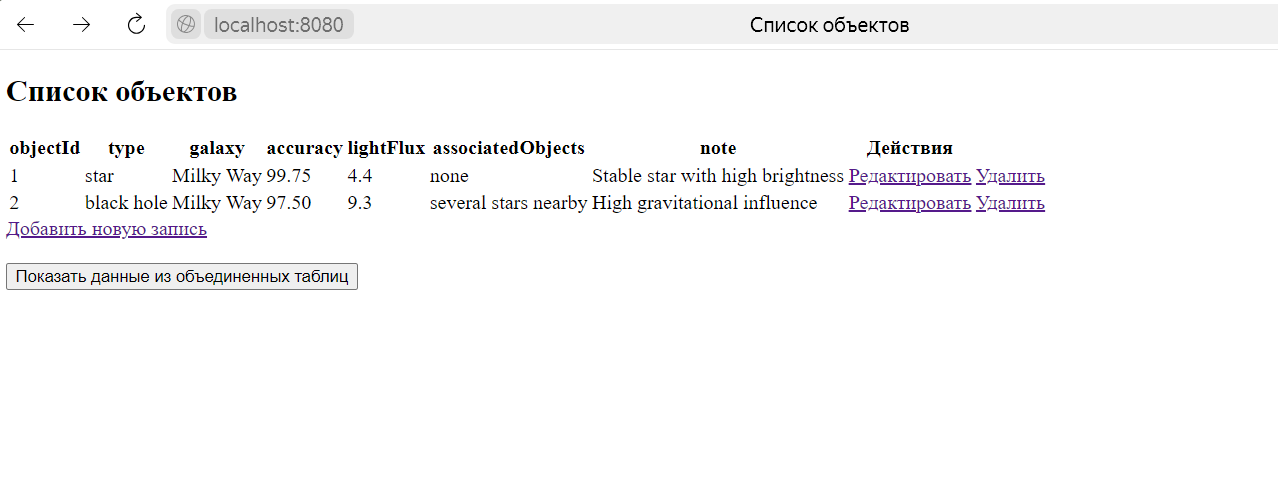 localhost:8080 Список объектов
Список объектов
objectId type galaxy accuracy lightFlux associatedObjects note Действия
1 star Milky Way 99.75 4.4 none Stable star with high brightness Редактировать Удалить
2 black hole Milky Way 97.50 9.3 several stars nearby High gravitational influence Редактировать Удалить
Добавить новую запись
Показать данные из объединенных таблиц